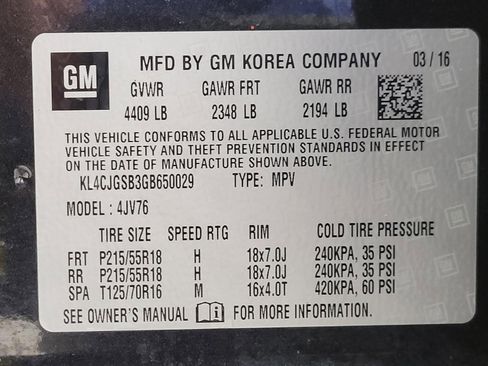 GM
MFD BY GM KOREA COMPANY 03 / 16
GVWR GAWR FRT GAWR RR
4409 LB 2348 LB 2194 LB
THIS VEHICLE CONFORMS TO ALL APPLICABLE U.S. FEDERAL MOTOR
VEHICLE SAFETY AND THEFT PREVENTION STANDARDS IN EFFECT
ON THE DATE OF MANUFACTURE SHOWN ABOVE.
KL4CJGSB3GB650029 TYPE: MPV
MODEL : 4JV76
TIRE SIZE SPEED RTG RIM COLD TIRE PRESSURE
FRT P215/55R18 H 18x7.0J 240KPA, 35 PSI
RR P215/55R18 H 18x7.0J 240KPA, 35 PSI
SPA T125/70R16 M 16x4.0T 420KPA, 60 PSI
SEE OWNER'S MANUAL FOR MORE INFORMATION.